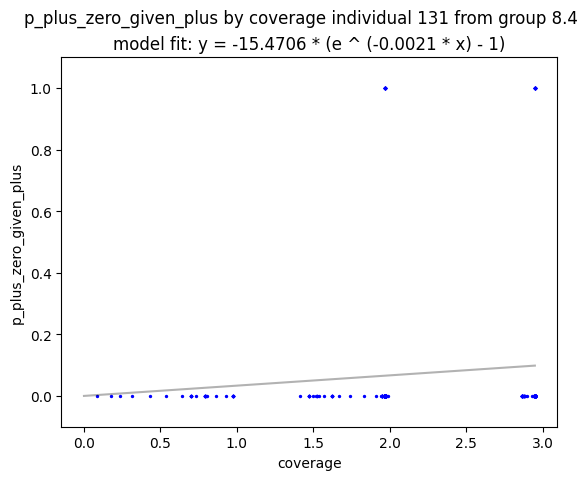 p_plus_zero_given_plus by coverage individual 131 from group 8.4
model fit: y = -15.4706 * (e ^ (-0.0021 * x) - 1)
p_plus_zero_given_plus
1.0
0.8
0.6
0.4
0.2
0.0
0.0 0.5 1.0 1.5 2.0 2.5 3.0
coverage